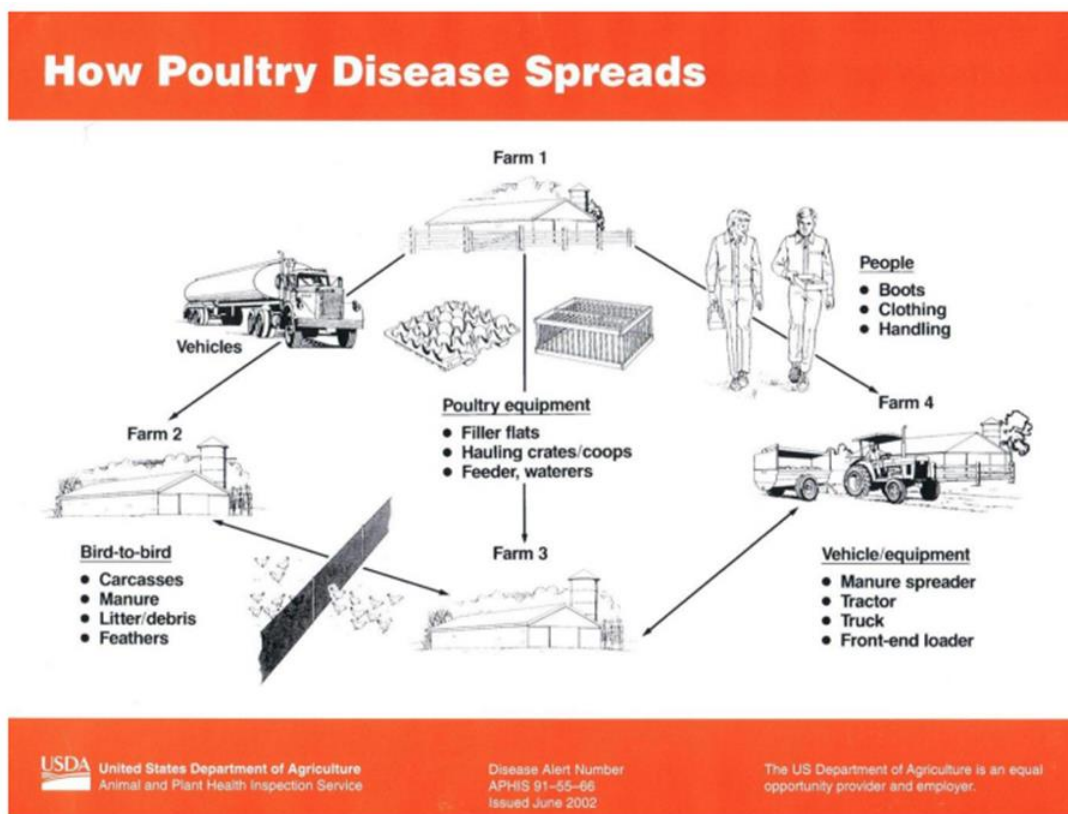 How Poultry Disease Spreads
Farm 1
People
● Boots
● Clothing
● Handling
Vehicles
Farm 2
Poultry equipment
● Filler flats
● Hauling crates/coops
● Feeder, waterers
Farm 4
Bird-to-bird
● Carcasses
● Manure
● Litter/debris
● Feathers
Farm 3
Vehicle/equipment
● Manure spreader
● Tractor
● Truck
● Front-end loader
USDA
United States Department of Agriculture
Animal and Plant Health Inspection Service
Disease Alert Number
APHIS 91–55–66
Issued June 2002
The US Department of Agriculture is an equal
opportunity provider and employer.